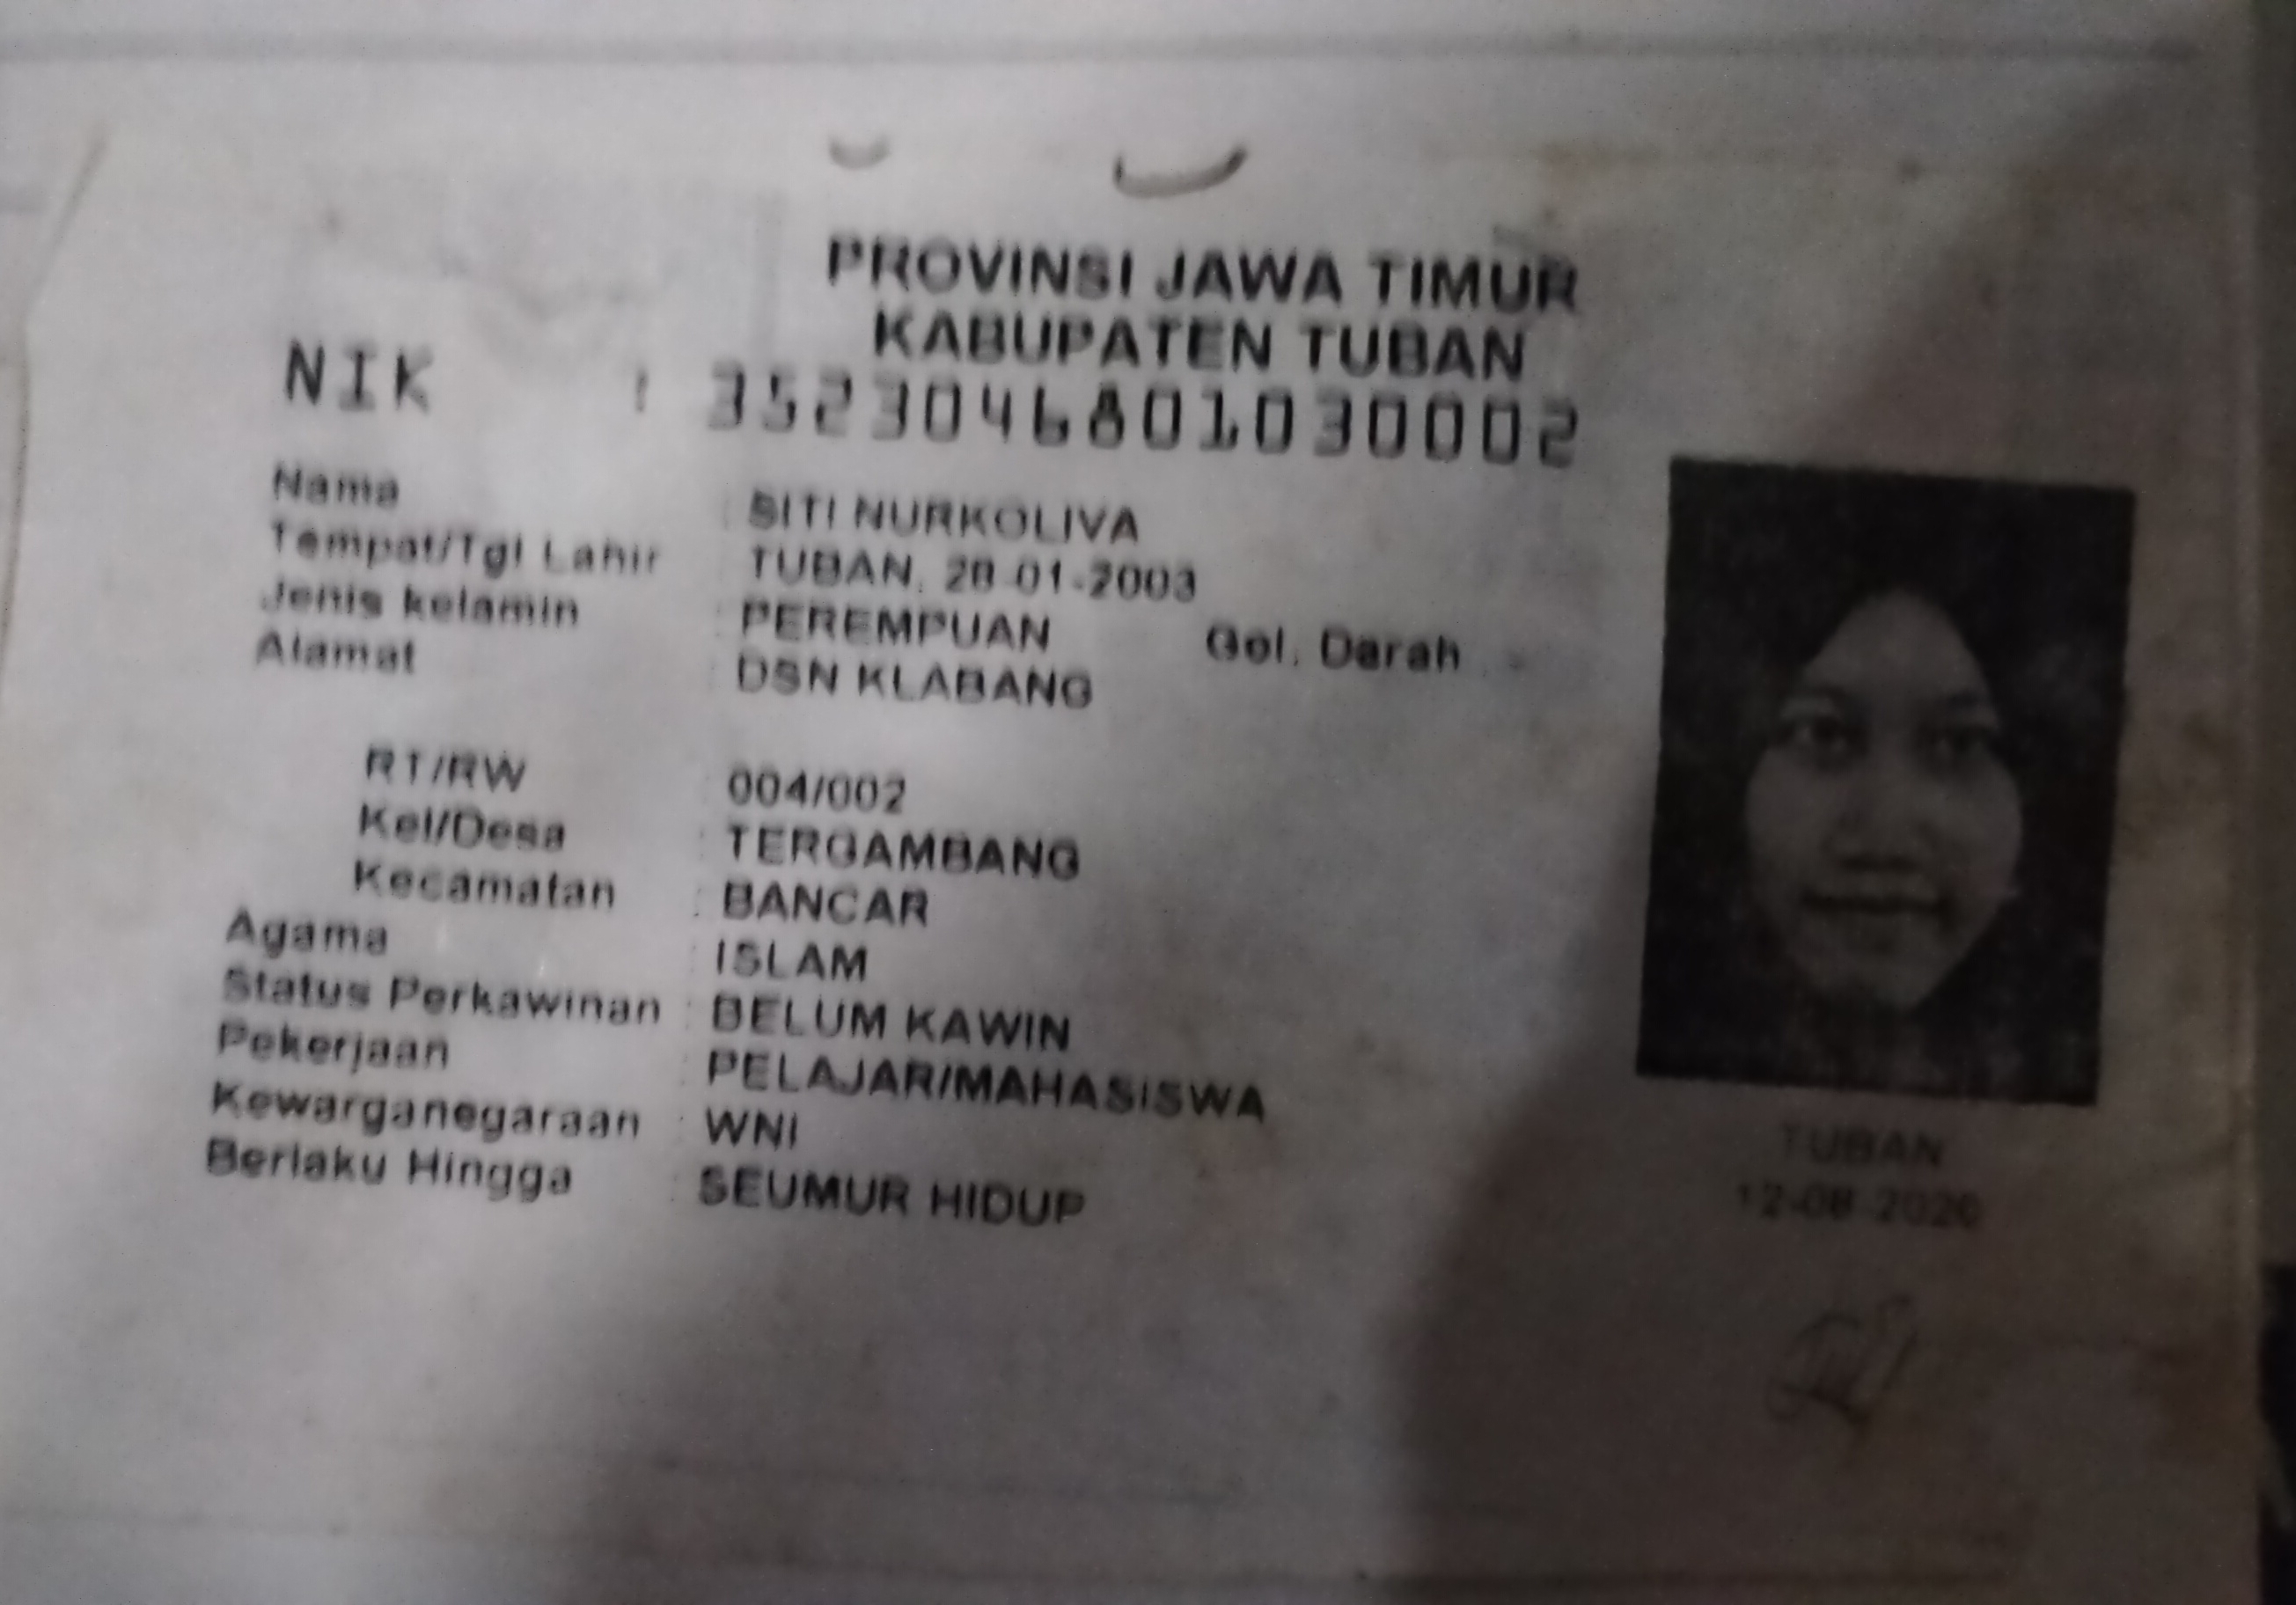 PROVINSI JAWA TIMUR
KABUPATEN TUBAN
NIK : 3523046801030002
Nama : SITI NURKOLIVA
Tempat/Tgl Lahir : TUBAN, 28-01-2003
Jenis kelamin : PEREMPUAN Gol. Darah : -
Alamat : DSN KLABANG
RT/RW : 004/002
Kel/Desa : TERGAMBANG
Kecamatan : BANCAR
Agama : ISLAM
Status Perkawinan : BELUM KAWIN
Pekerjaan : PELAJAR/MAHASISWA
Kewarganegaraan : WNI
Berlaku Hingga : SEUMUR HIDUP
TUBAN
12-08-2020